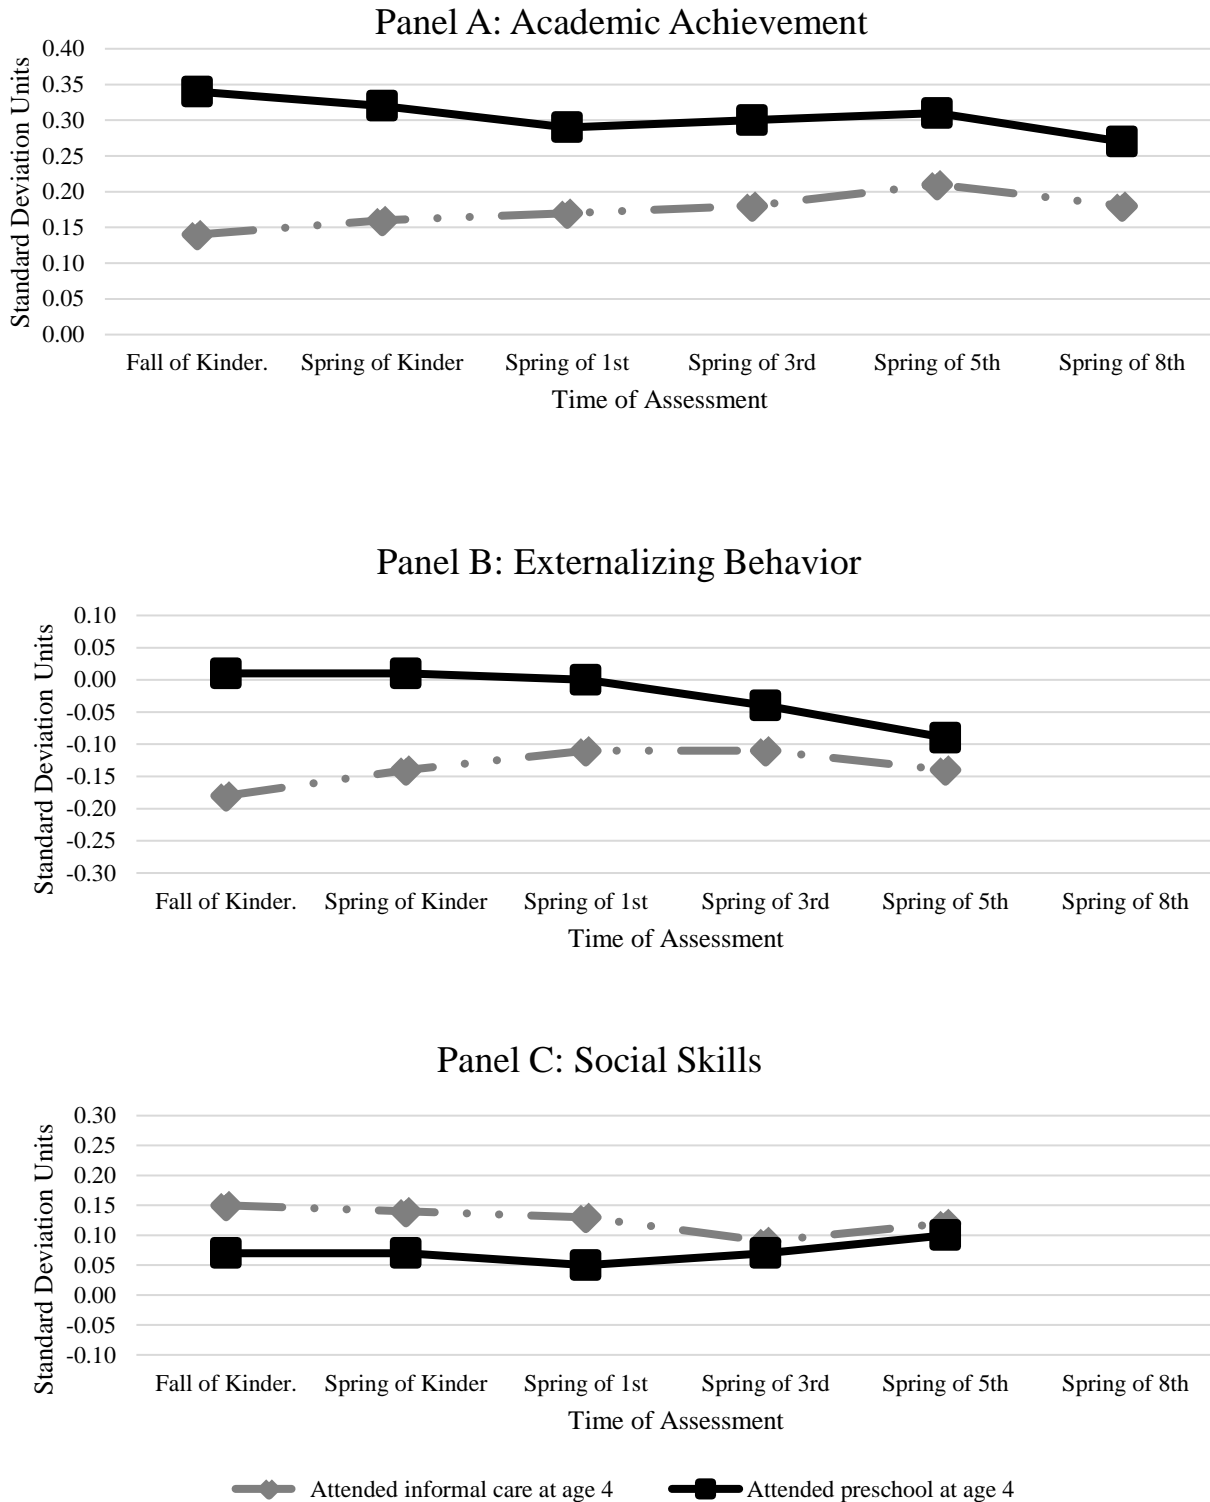 Panel A: Academic Achievement
Standard Deviation Units
0.40
0.35
0.30
0.25
0.20
0.15
0.10
0.05
0.00
Fall of Kinder. Spring of Kinder Spring of 1st Spring of 3rd Spring of 5th Spring of 8th
Time of Assessment
Panel B: Externalizing Behavior
Standard Deviation Units
0.10
0.05
0.00
-0.05
-0.10
-0.15
-0.20
-0.25
-0.30
Fall of Kinder. Spring of Kinder Spring of 1st Spring of 3rd Spring of 5th Spring of 8th
Time of Assessment
Panel C: Social Skills
Standard Deviation Units
0.30
0.25
0.20
0.15
0.10
0.05
0.00
-0.05
-0.10
Fall of Kinder. Spring of Kinder Spring of 1st Spring of 3rd Spring of 5th Spring of 8th
Time of Assessment
Attended informal care at age 4 Attended preschool at age 4